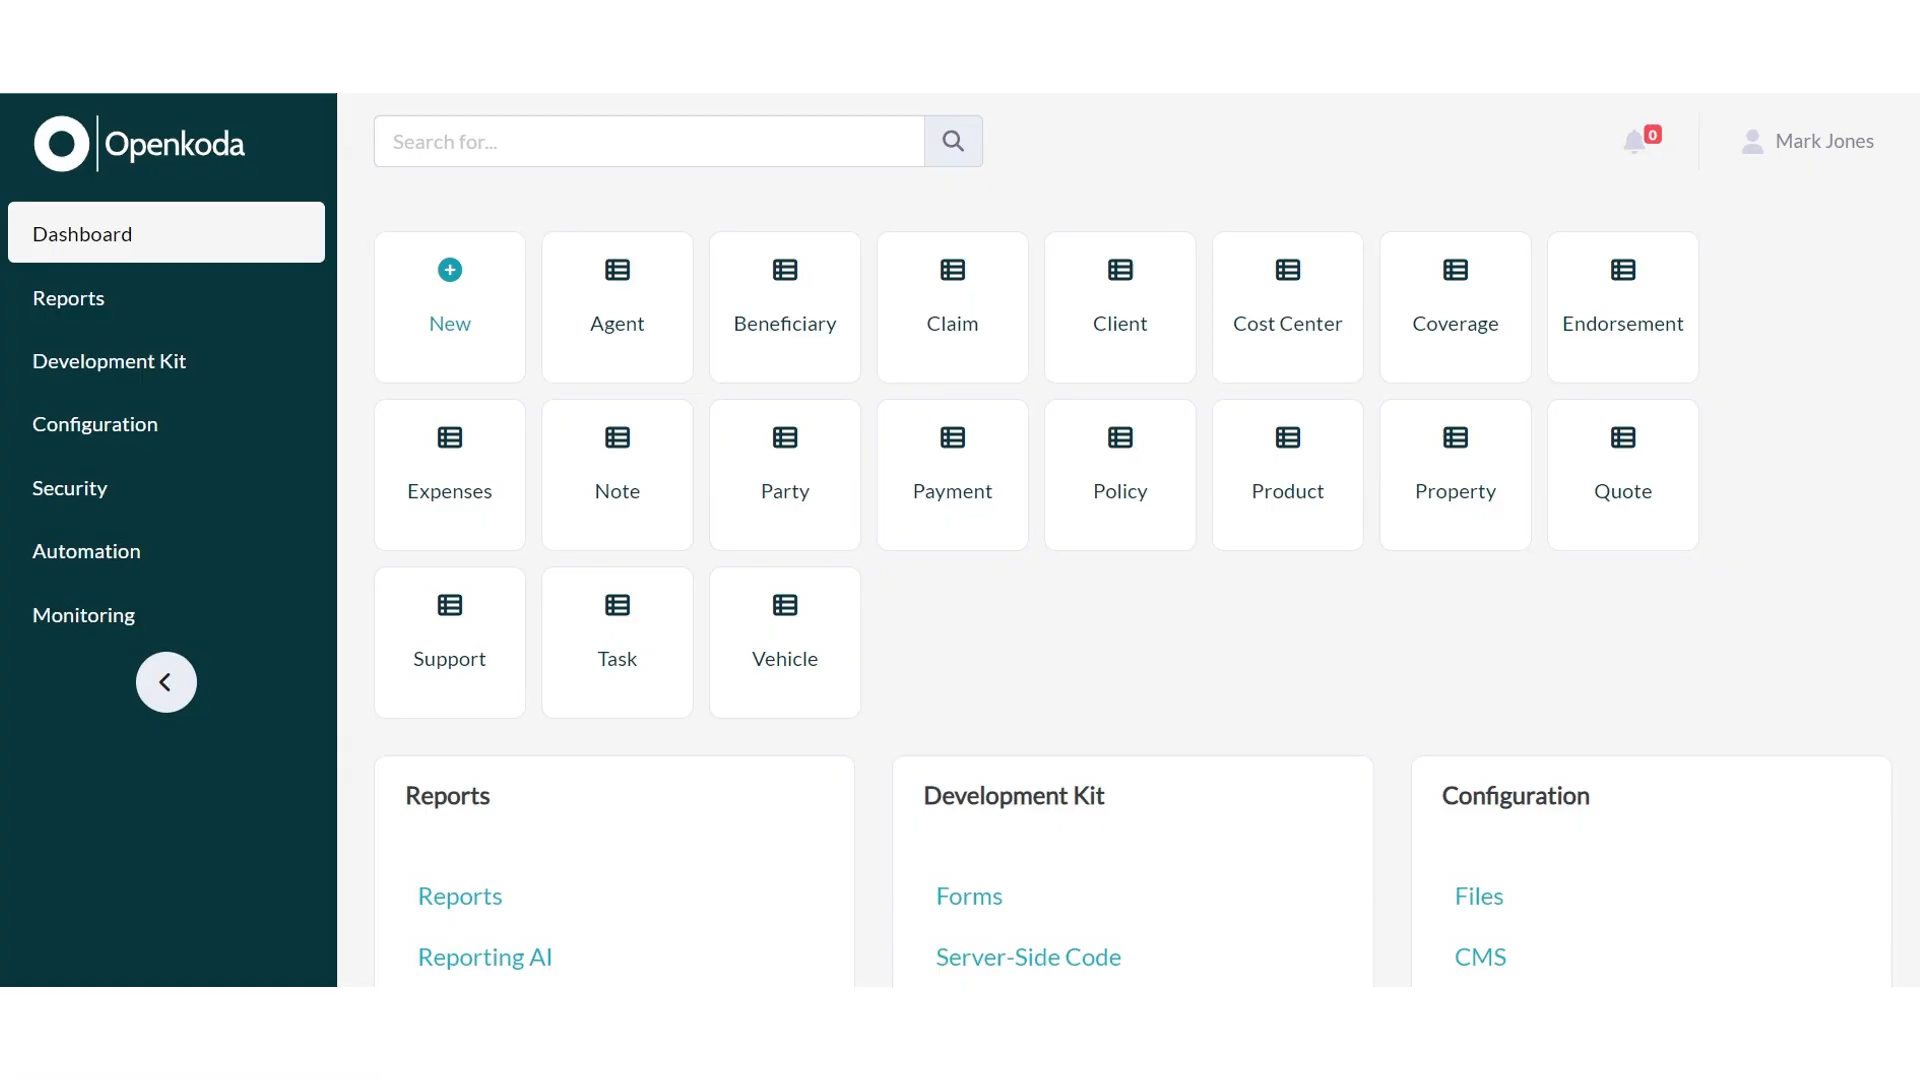 Openkoda
Search for...
0
Mark Jones
Dashboard
Reports
Development Kit
Configuration
Security
Automation
Monitoring
New
Agent
Beneficiary
Claim
Client
Cost Center
Coverage
Endorsement
Expenses
Note
Party
Payment
Policy
Product
Property
Quote
Support
Task
Vehicle
Reports
Reports
Reporting AI
Development Kit
Forms
Server-Side Code
Configuration
Files
CMS